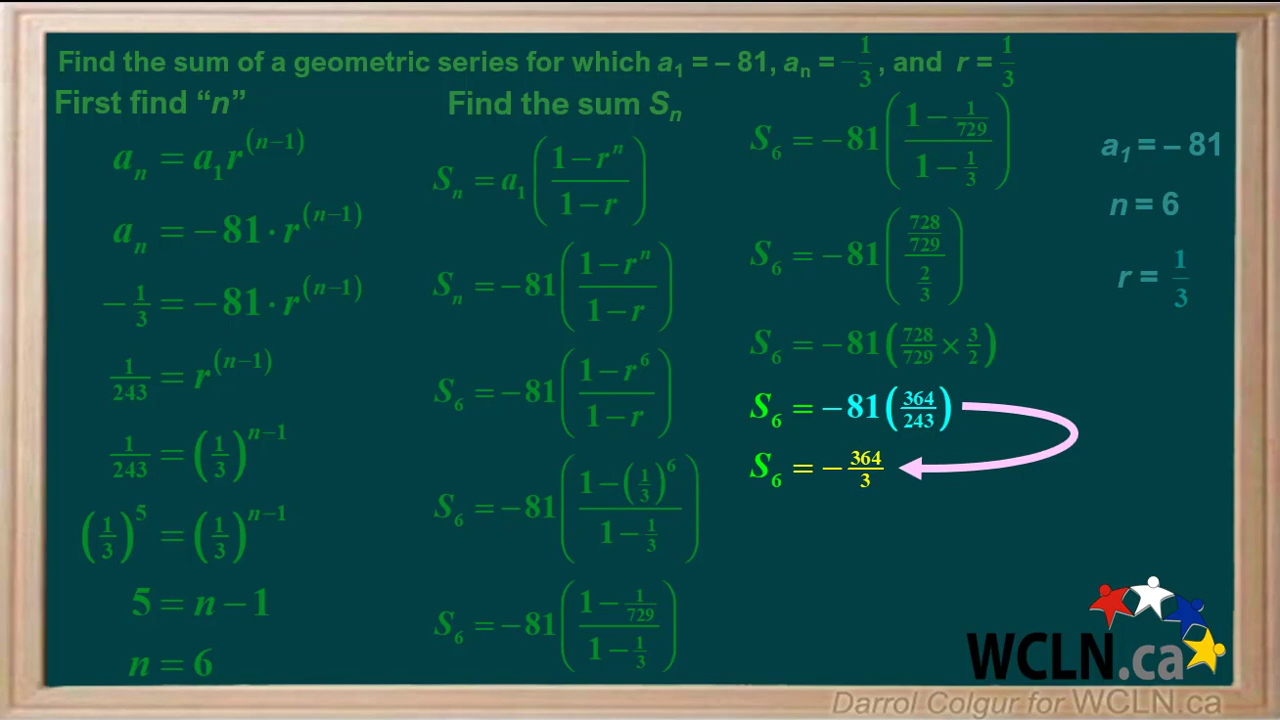 Find the sum of a geometric series for which a₁ = – 81, aₙ = -1/3, and r = 1/3
First find “n”
aₙ = a₁r^(n−1)
aₙ = −81 · r^(n−1)
−1/3 = −81 · r^(n−1)
1/243 = r^(n−1)
1/243 = (1/3)^n−1
(1/3)^5 = (1/3)^n−1
5 = n − 1
n = 6
Find the sum Sₙ
Sₙ = a₁((1−rⁿ)/(1−r))
Sₙ = −81((1−rⁿ)/(1−r))
S₆ = −81((1−r⁶)/(1−r))
S₆ = −81((1−(1/3)⁶)/(1−1/3))
S₆ = −81((1−1/729)/(1−1/3))
S₆ = −81((1−1/729)/(1−1/3))
S₆ = −81((728/729)/(2/3))
S₆ = −81(728/729 × 3/2)
S₆ = −81(364/243)
S₆ = −364/3
a₁ = – 81
n = 6
r = 1/3
WCLN.ca
Darrol Colgur for WCLN.ca